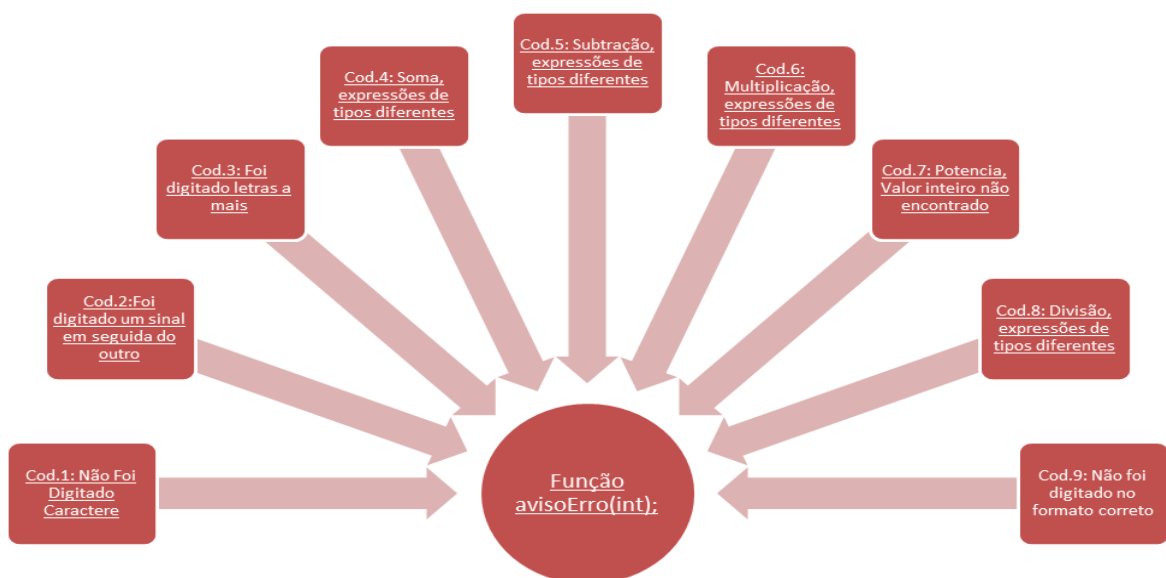 Cod.1: Não Foi
Digitado
Caractere
Cod.2:Foi
digitado um sinal
em seguida do
outro
Cod.3: Foi
digitado letras a
mais
Cod.4: Soma,
expressões de
tipos diferentes
Cod.5: Subtração,
expressões de
tipos diferentes
Cod.6:
Multiplicação,
expressões de
tipos diferentes
Cod.7: Potencia,
Valor inteiro não
encontrado
Cod.8: Divisão,
expressões de
tipos diferentes
Cod.9: Não foi
digitado no
formato correto
Função
avisoErro(int);